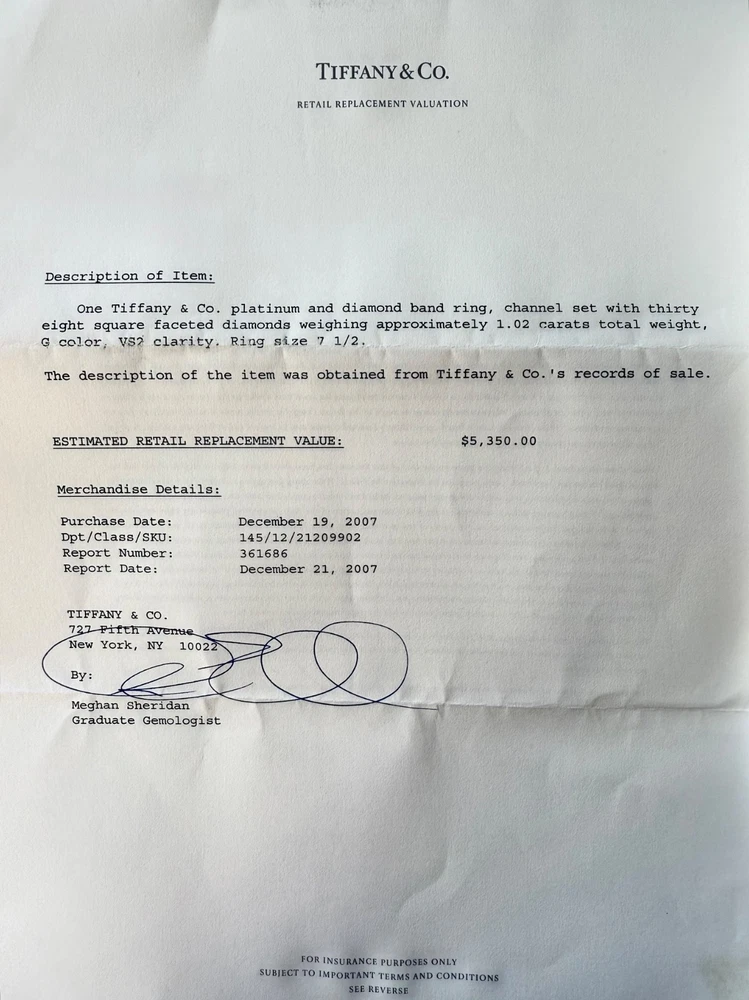 TIFFANY & CO.
RETAIL REPLACEMENT VALUATION
Description of Item:
One Tiffany & Co. platinum and diamond band ring, channel set with thirty
eight square faceted diamonds weighing approximately 1.02 carats total weight,
G color, VS2 clarity. Ring size 7 1/2.
The description of the item was obtained from Tiffany & Co.'s records of sale.
ESTIMATED RETAIL REPLACEMENT VALUE: $5,350.00
Merchandise Details:
Purchase Date: December 19, 2007
Dpt/Class/SKU: 145/12/21209902
Report Number: 361686
Report Date: December 21, 2007
TIFFANY & CO.
727 Fifth Avenue
New York, NY 10022
By:
Meghan Sheridan
Graduate Gemologist
FOR INSURANCE PURPOSES ONLY
SUBJECT TO IMPORTANT TERMS AND CONDITIONS
SEE REVERSE